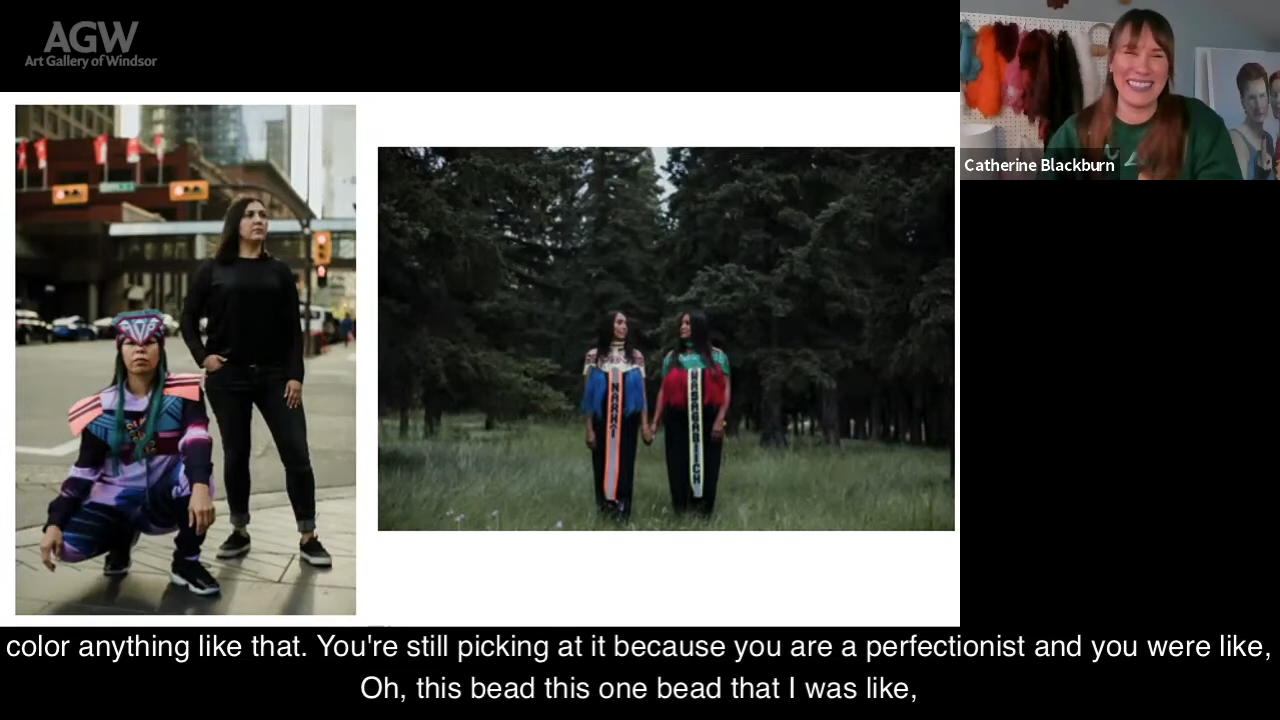 AGW
Art Gallery of Windsor
Catherine Blackburn
color anything like that. You're still picking at it because you are a perfectionist and you were like,
Oh, this bead this one bead that I was like,